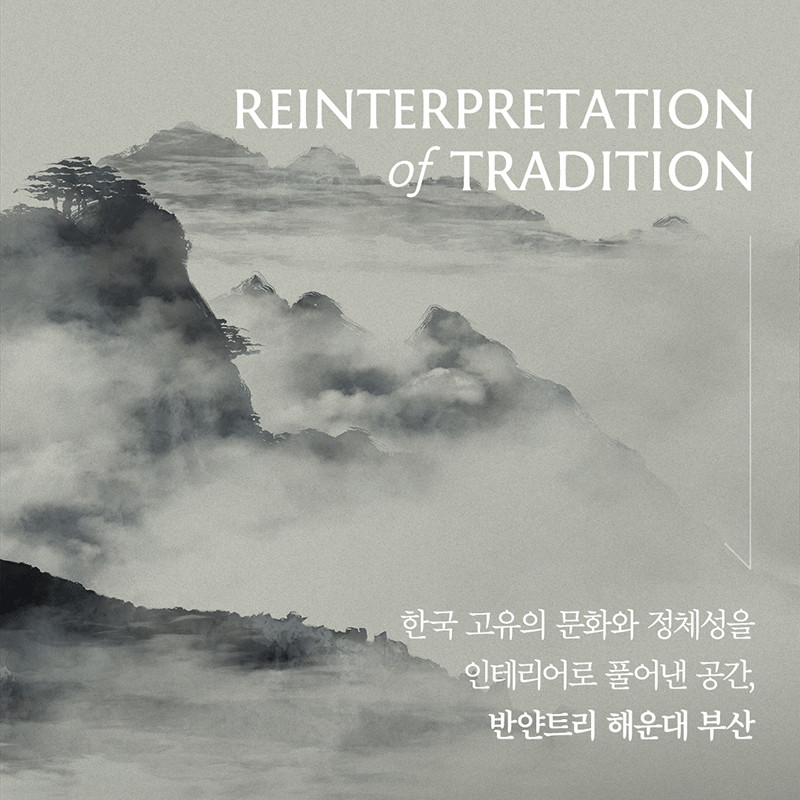 REINTERPRETATION
of TRADITION
한국 고유의 문화와 정체성을
인테리어로 풀어낸 공간,
반얀트리 해운대 부산